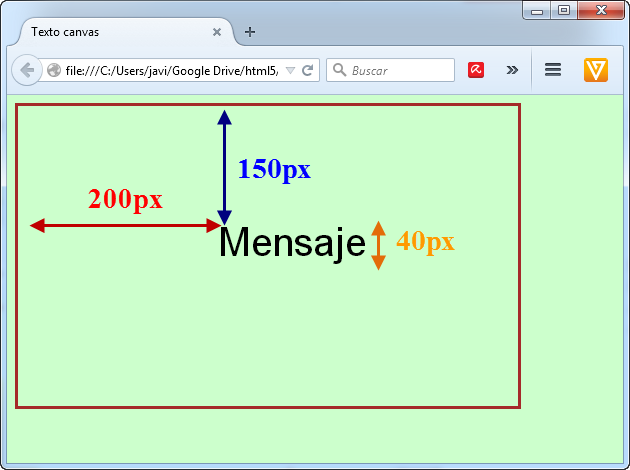 Texto canvas
file:///C:/Users/javi/Google Drive/html5/
Buscar
150px
200px
Mensaje
40px